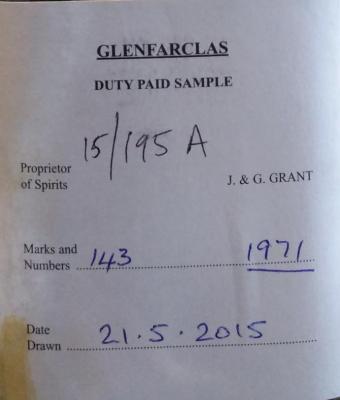 GLENFARCLAS
DUTY PAID SAMPLE
15/195 A
Proprietor
of Spirits J. & G. GRANT
Marks and
Numbers 143 1971
Date
Drawn 21.5.2015